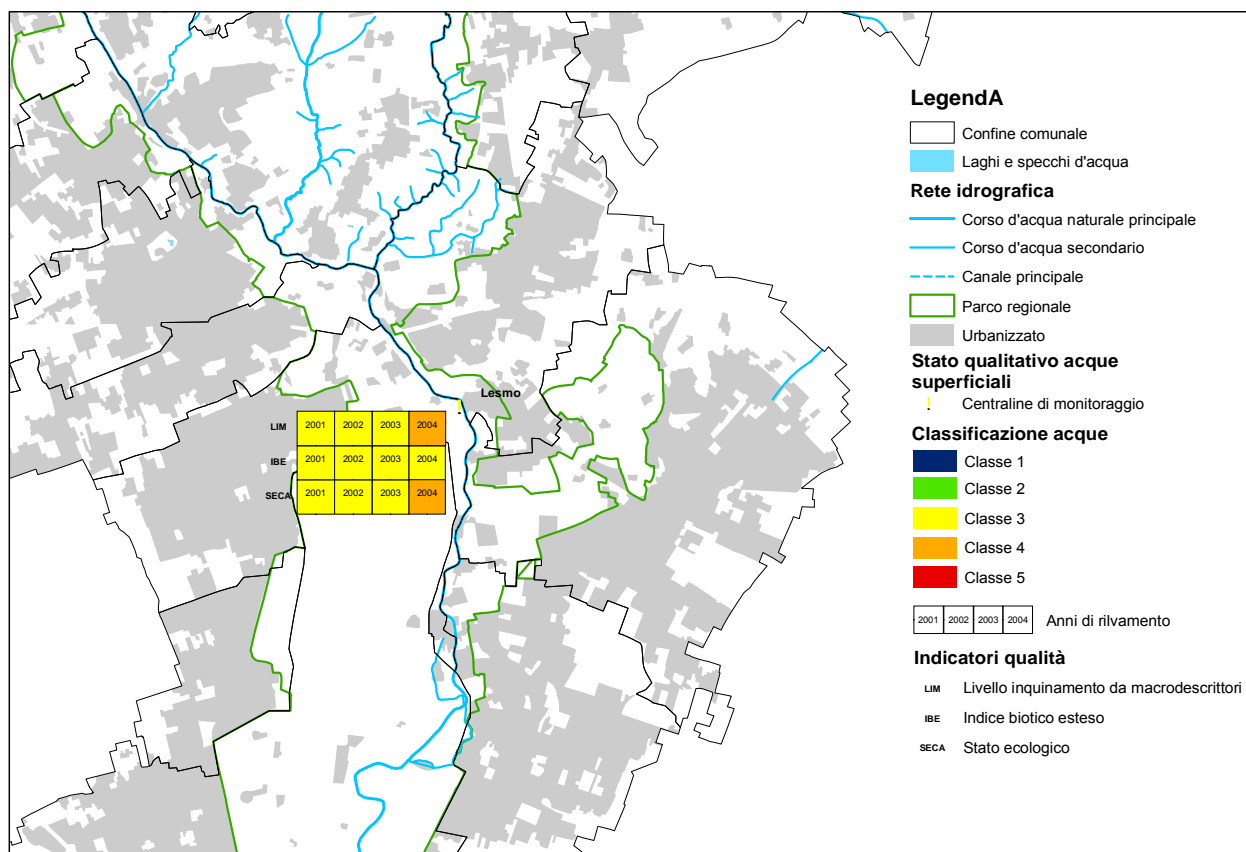 Lesmo
LIM 2001 2002 2003 2004
IBE 2001 2002 2003 2004
SECA 2001 2002 2003 2004
LegendA
Confine comunale
Laghi e specchi d'acqua
Rete idrografica
Corso d'acqua naturale principale
Corso d'acqua secondario
Canale principale
Parco regionale
Urbanizzato
Stato qualitativo acque
superficiali
! Centraline di monitoraggio
Classificazione acque
Classe 1
Classe 2
Classe 3
Classe 4
Classe 5
2001 2002 2003 2004 Anni di rilvamento
Indicatori qualità
LIM Livello inquinamento da macrodescrittori
IBE Indice biotico esteso
SECA Stato ecologico